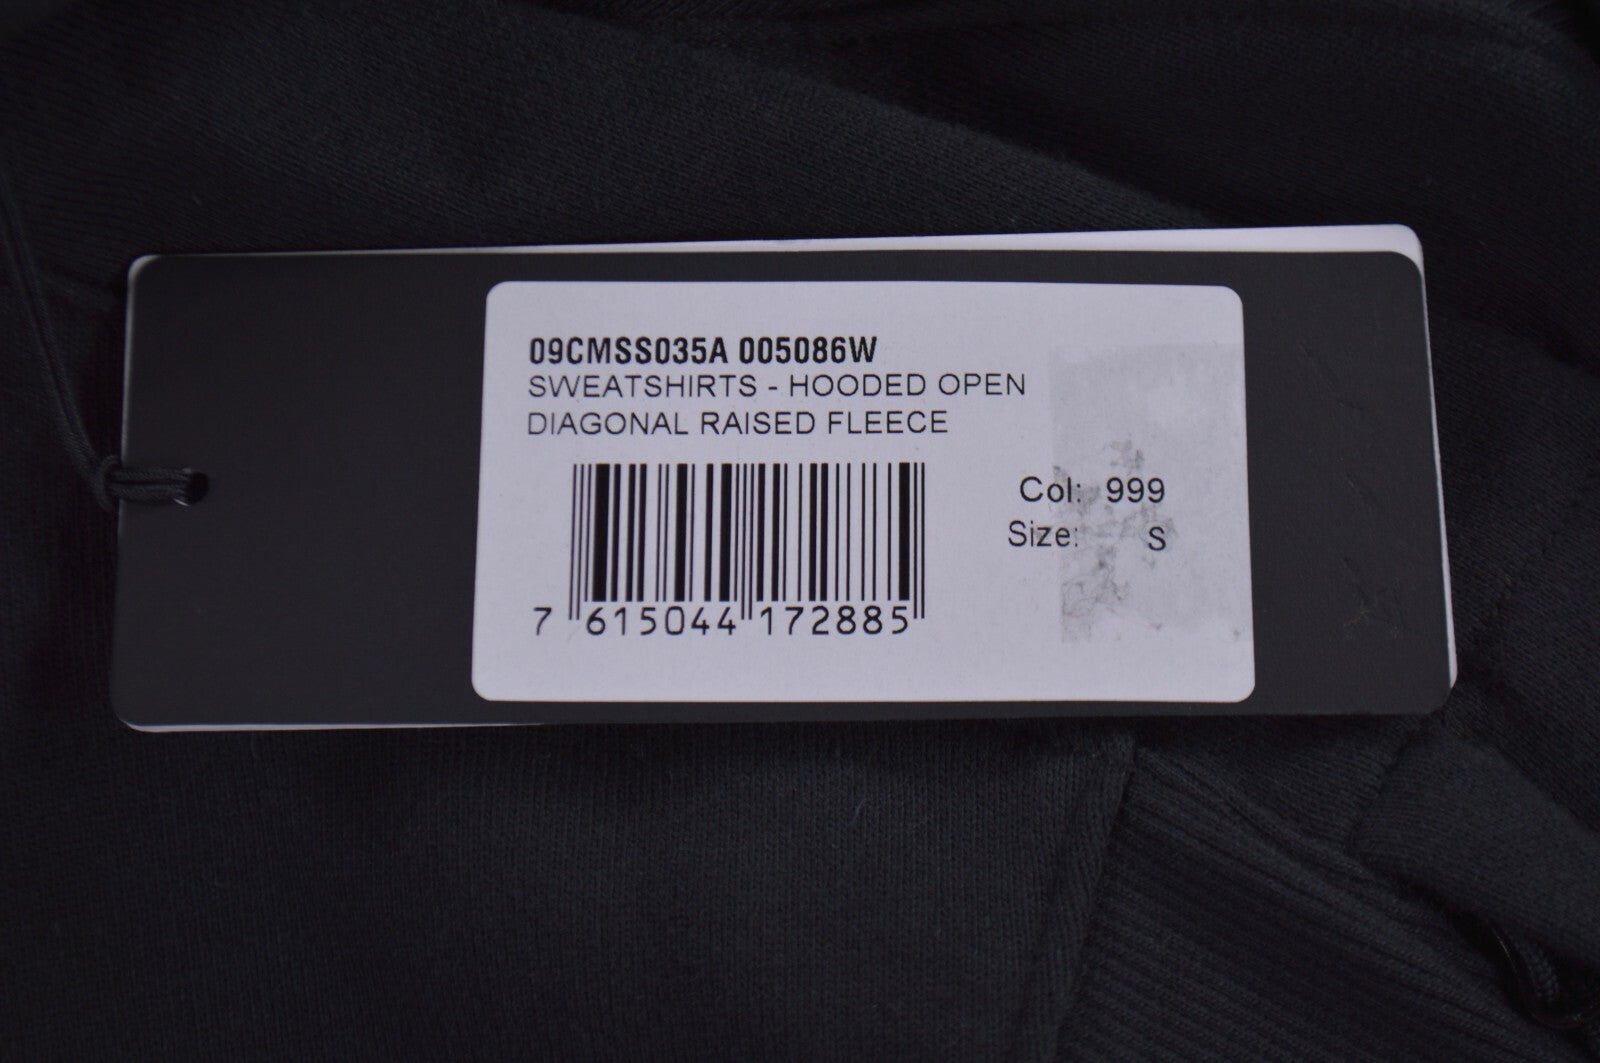 09CMSS035A 005086W
SWEATSHIRTS - HOODED OPEN
DIAGONAL RAISED FLEECE
Col: 999
Size: S
7 615044 172885